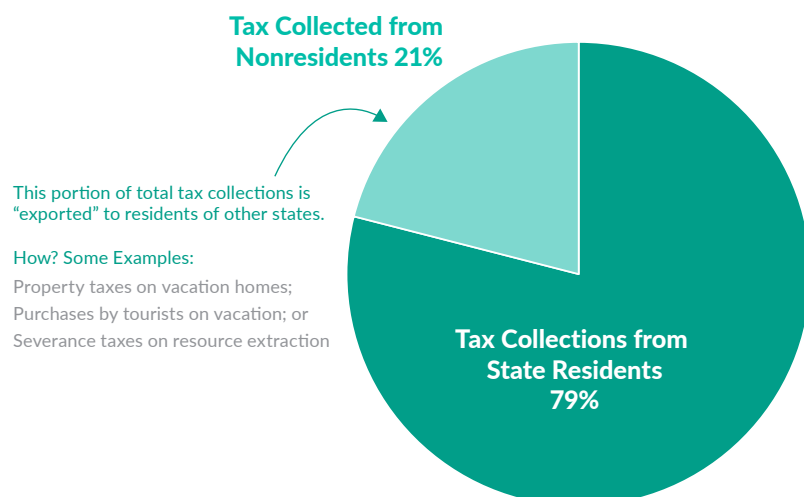 Tax Collected from
Nonresidents 21%
This portion of total tax collections is
“exported” to residents of other states.
How? Some Examples:
Property taxes on vacation homes;
Purchases by tourists on vacation; or
Severance taxes on resource extraction
Tax Collections from
State Residents
79%